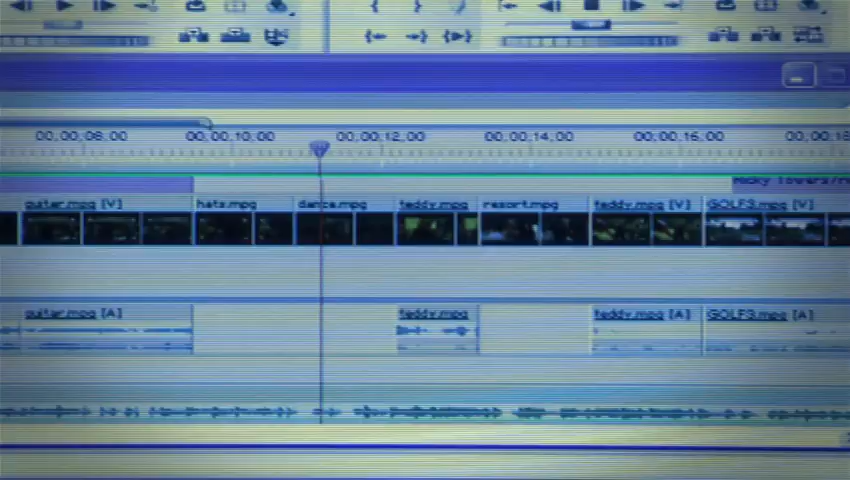 00;00;08;00 00;00;10;00 00;00;12;00 00;00;14;00 00;00;16;00
guitar.mpg [V] hats.mpg dance.mpg teddy.mpg resort.mpg teddy.mpg [V] GOLF3.mpg [V]
guitar.mpg [A] teddy.mpg teddy.mpg [A] GOLF3.mpg [A]